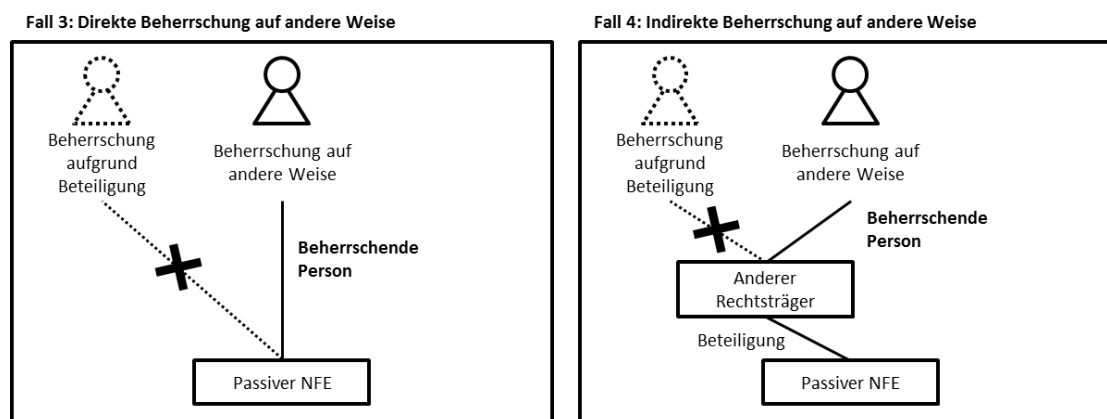 Fall 3: Direkte Beherrschung auf andere Weise
Beherrschung
aufgrund
Beteiligung
Beherrschung auf
andere Weise
Beherrschende
Person
Passiver NFE
Fall 4: Indirekte Beherrschung auf andere Weise
Beherrschung
aufgrund
Beteiligung
Beherrschung auf
andere Weise
Beherrschende
Person
Anderer
Rechtsträger
Beteiligung
Passiver NFE